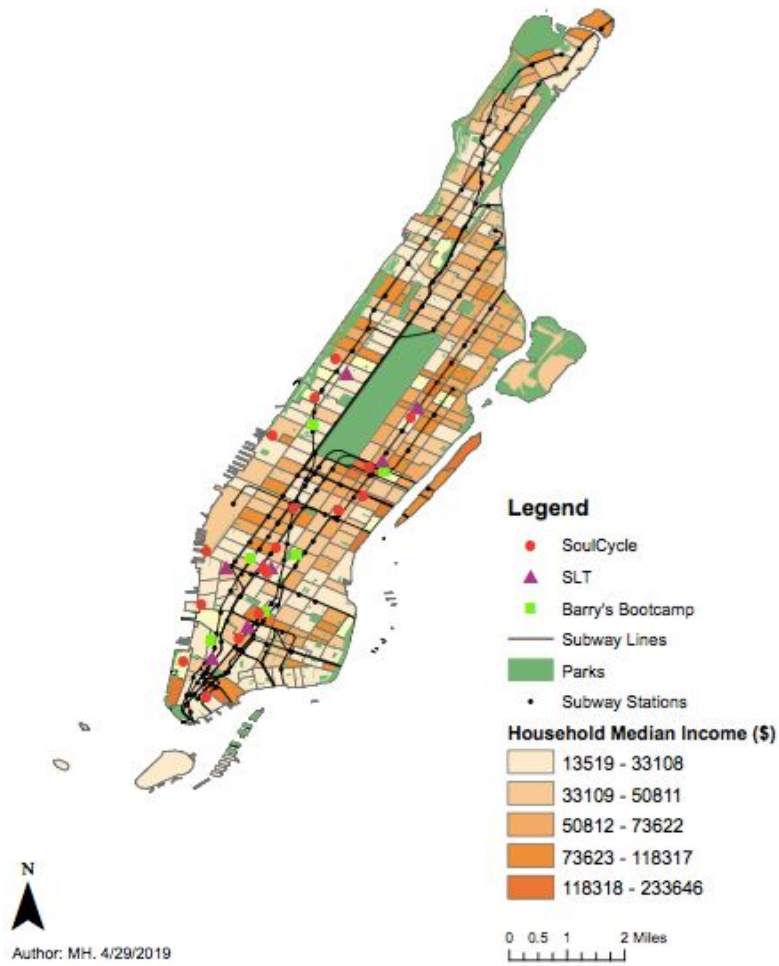 Legend
SoulCycle
SLT
Barry's Bootcamp
Subway Lines
Parks
Subway Stations
Household Median Income ($)
13519 - 33108
33109 - 50811
50812 - 73622
73623 - 118317
118318 - 233646
N
Author: MH. 4/29/2019
0 0.5 1 2 Miles